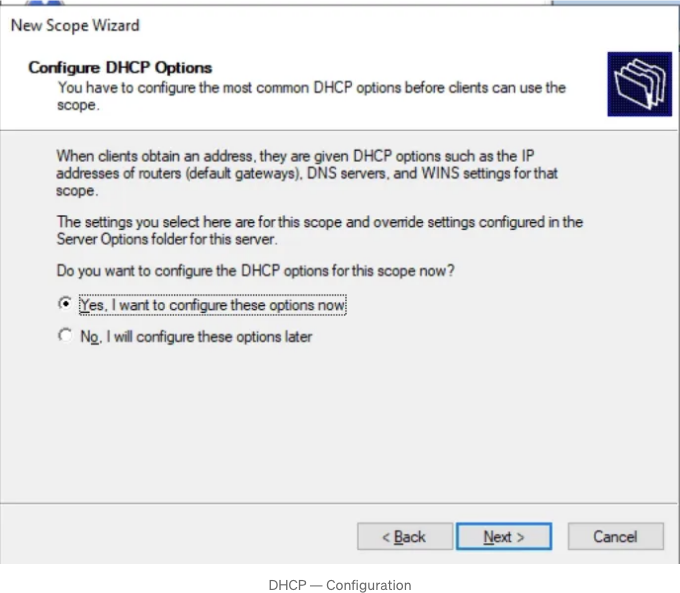 New Scope Wizard
Configure DHCP Options
You have to configure the most common DHCP options before clients can use the
scope.
When clients obtain an address, they are given DHCP options such as the IP
addresses of routers (default gateways), DNS servers, and WINS settings for that
scope.
The settings you select here are for this scope and override settings configured in the
Server Options folder for this server.
Do you want to configure the DHCP options for this scope now?
Yes, I want to configure these options now
No, I will configure these options later
< Back
Next >
Cancel
DHCP — Configuration